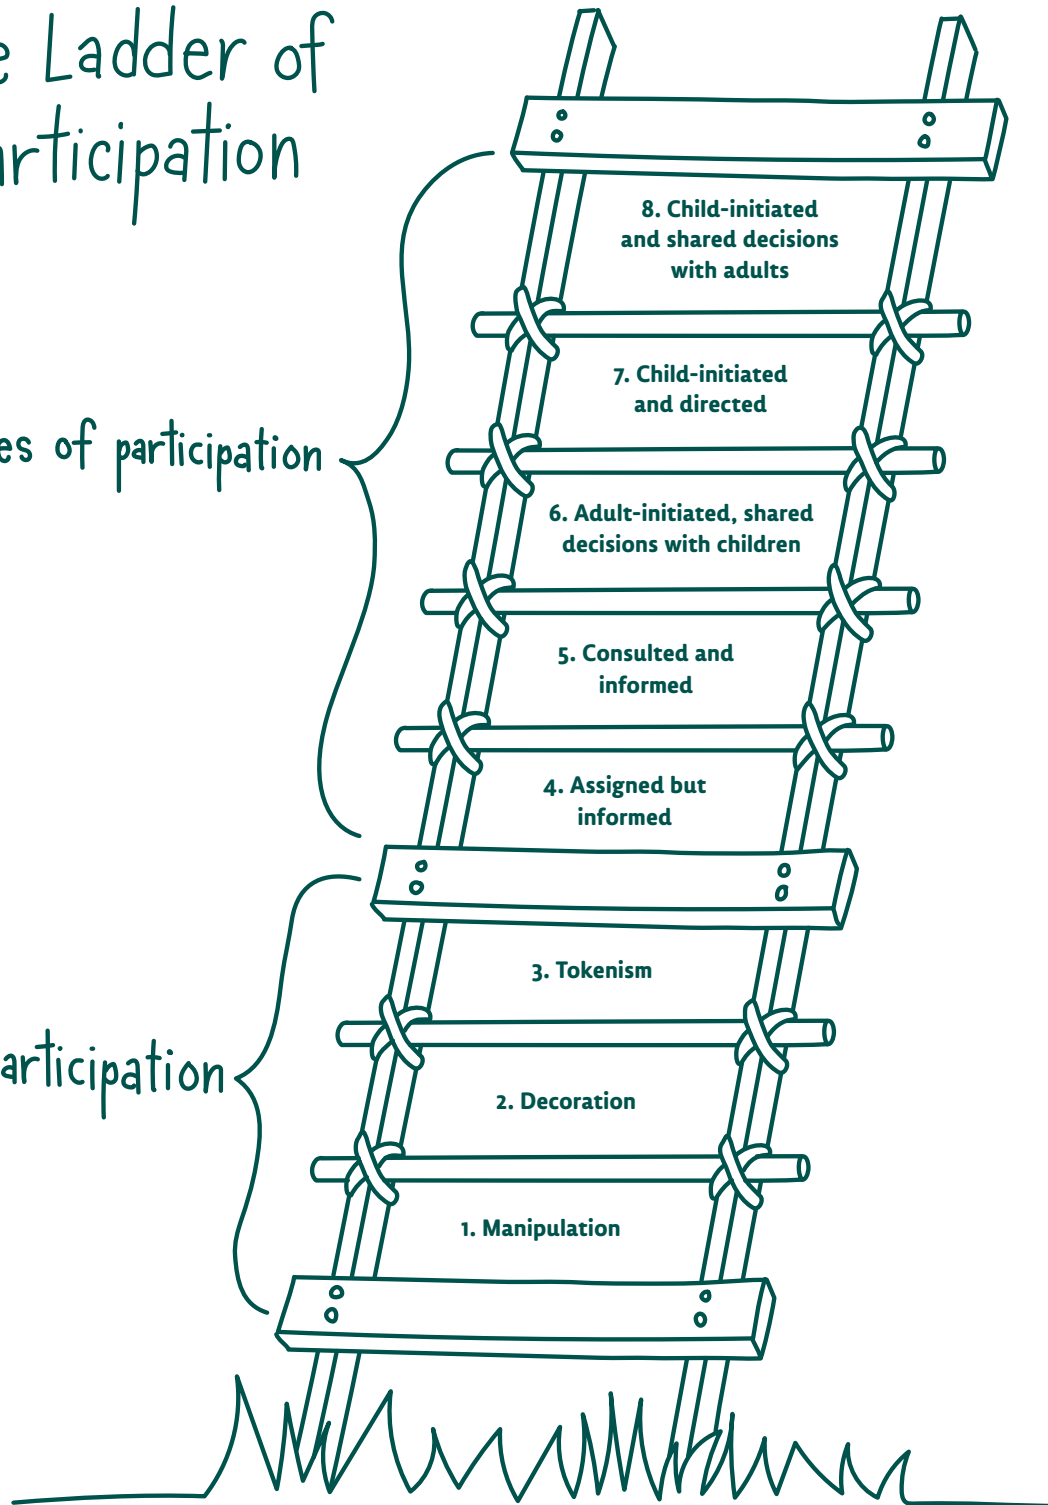 e Ladder of
articipation
8. Child-initiated
and shared decisions
with adults
7. Child-initiated
and directed
es of participation
6. Adult-initiated, shared
decisions with children
5. Consulted and
informed
4. Assigned but
informed
3. Tokenism
articipation
2. Decoration
1. Manipulation